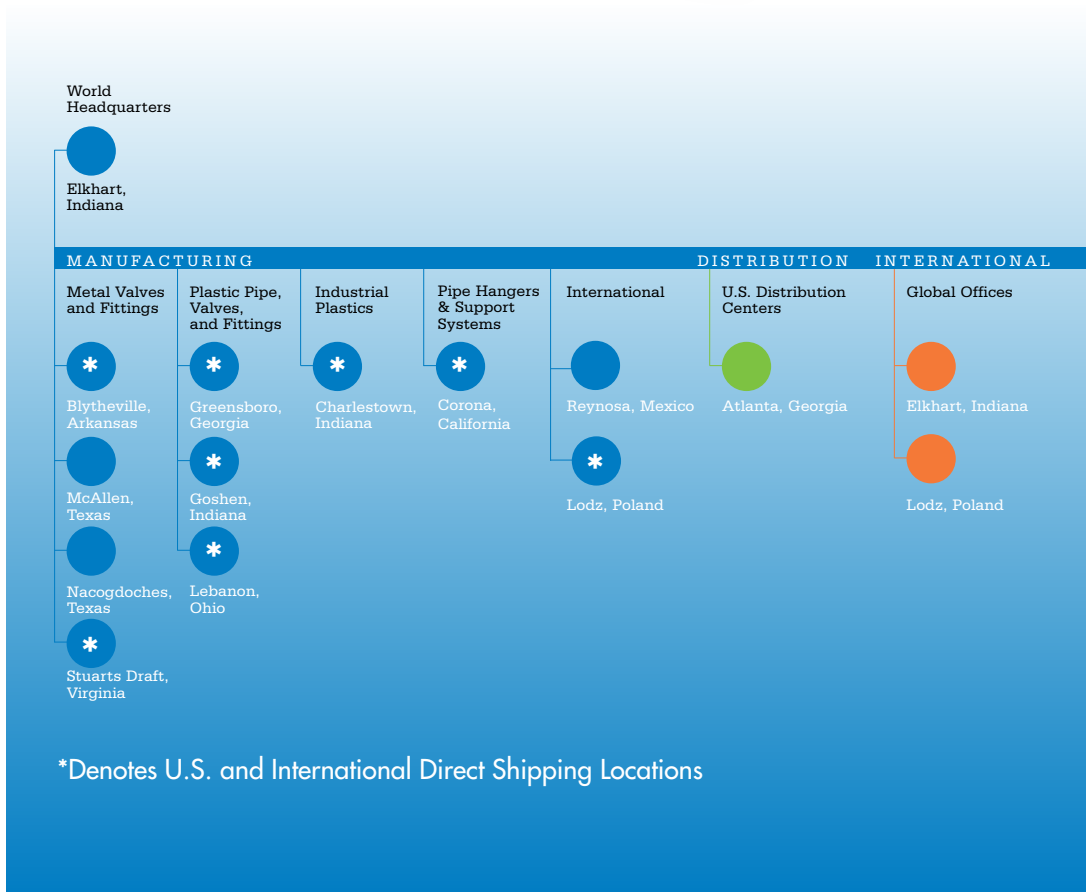 World
Headquarters
Elkhart,
Indiana
MANUFACTURING
DISTRIBUTION
INTERNATIONAL
Metal Valves
and Fittings
*
Blytheville,
Arkansas
McAllen,
Texas
Nacogdoches,
Texas
*
Stuarts Draft,
Virginia
Plastic Pipe,
Valves,
and Fittings
*
Greensboro,
Georgia
*
Goshen,
Indiana
*
Lebanon,
Ohio
Industrial
Plastics
*
Charlestown,
Indiana
Pipe Hangers
& Support
Systems
*
Corona,
California
International
Reynosa, Mexico
*
Lodz, Poland
U.S. Distribution
Centers
Atlanta, Georgia
Global Offices
Elkhart, Indiana
Lodz, Poland
*Denotes U.S. and International Direct Shipping Locations